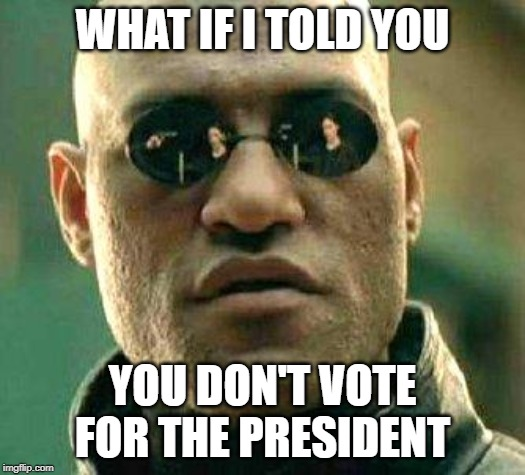 WHAT IF I TOLD YOU
YOU DON'T VOTE
FOR THE PRESIDENT
imgflip.com